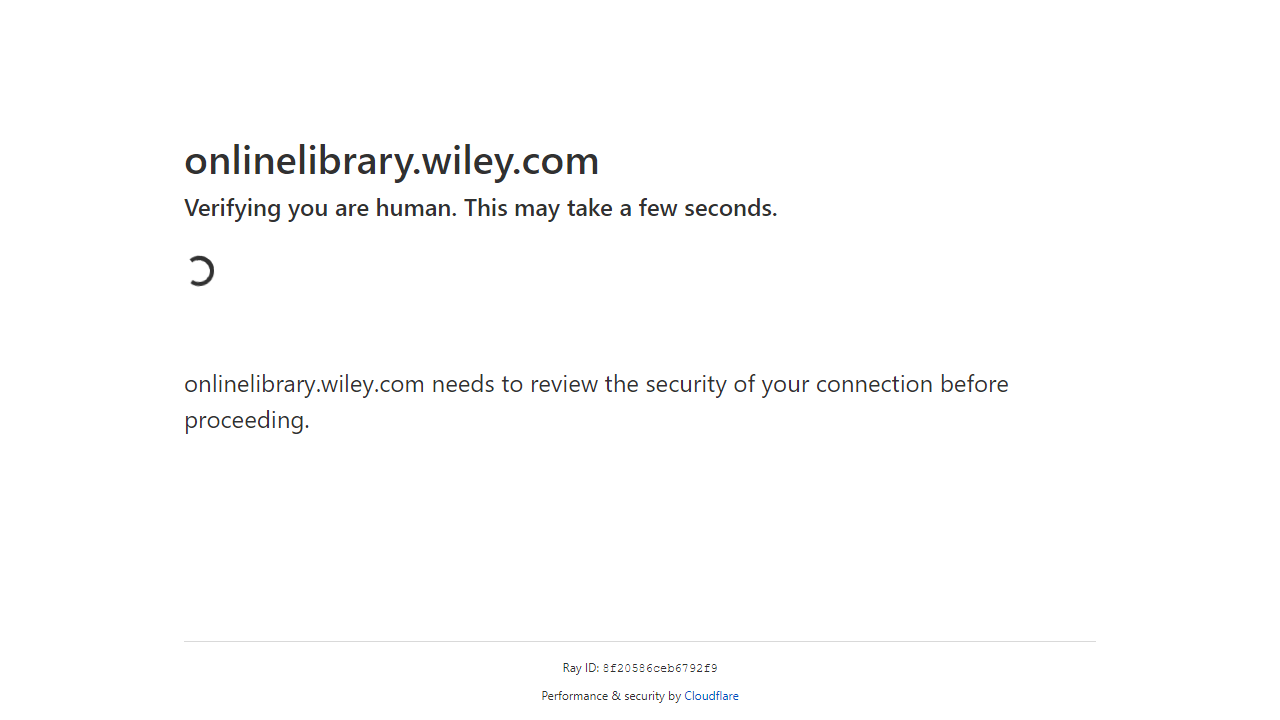 onlinelibrary.wiley.com
Verifying you are human. This may take a few seconds.
onlinelibrary.wiley.com needs to review the security of your connection before
proceeding.
Ray ID: 8f20586ceb6792f9
Performance & security by Cloudflare